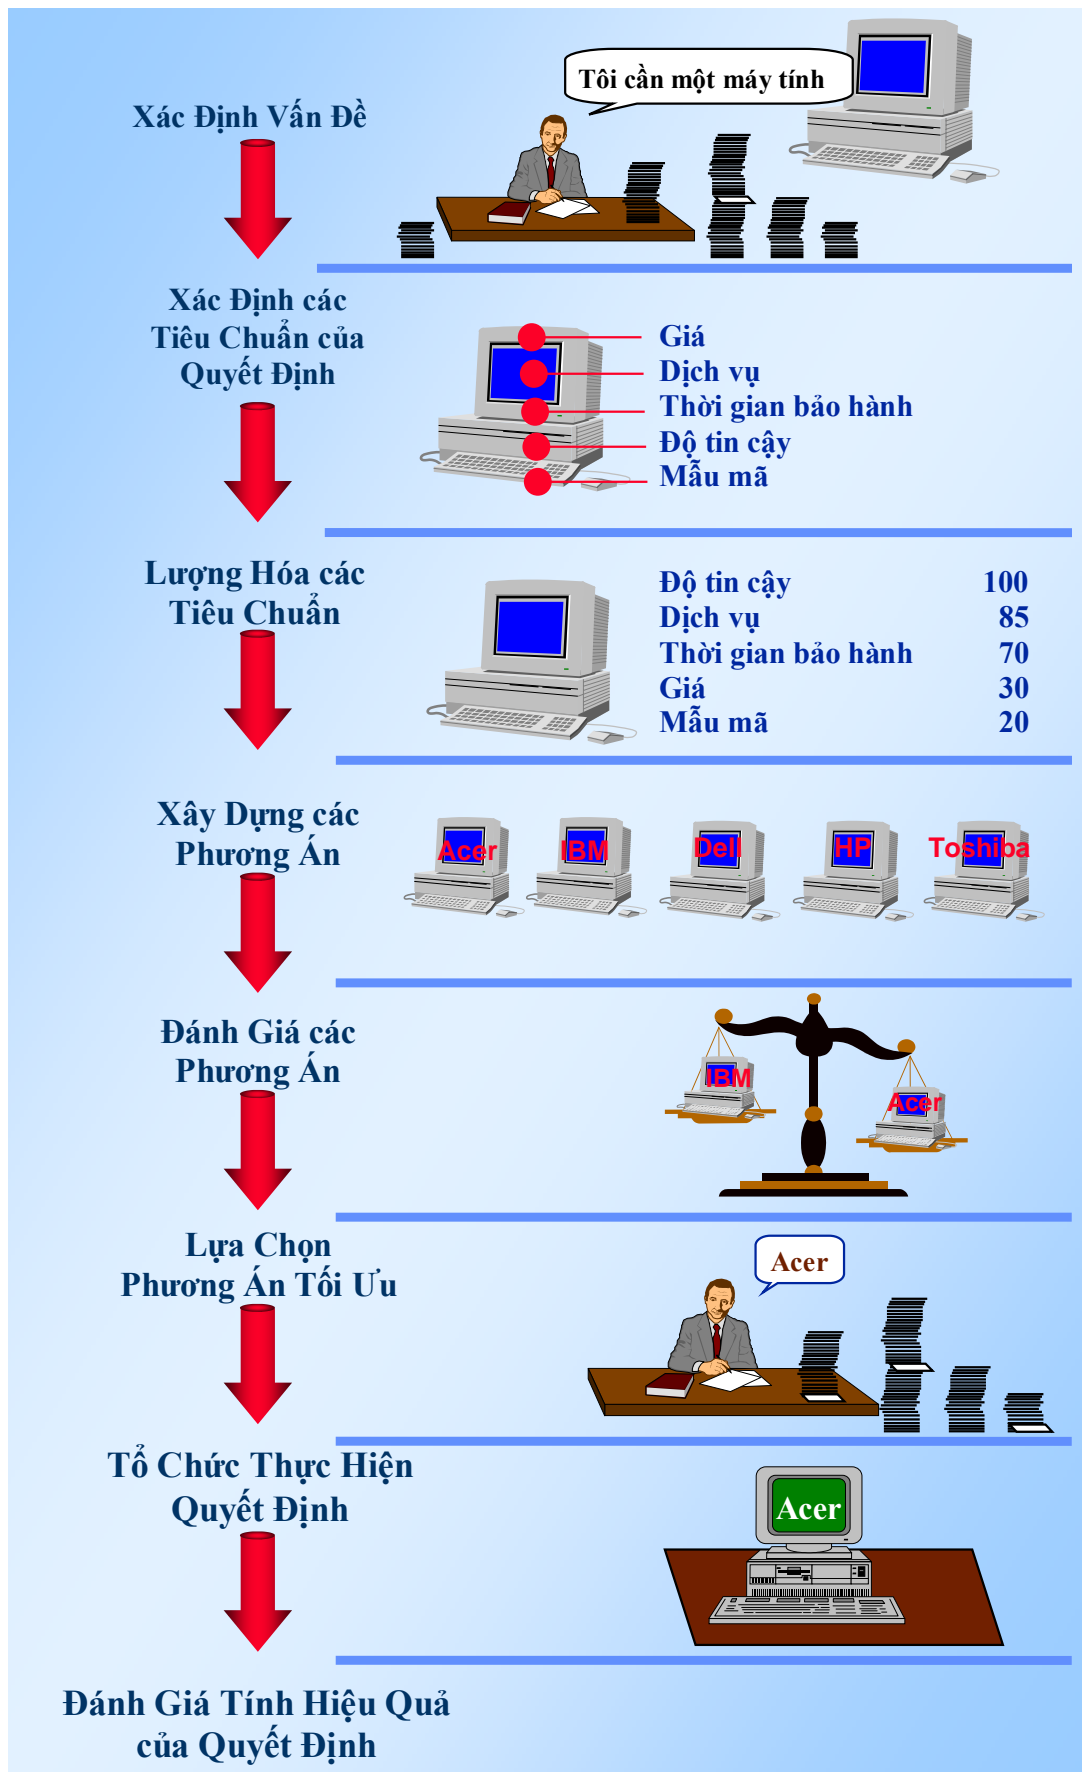 Tôi cần một máy tính
Xác Định Vấn Đề
Xác Định các
Tiêu Chuẩn của
Quyết Định
Giá
Dịch vụ
Thời gian bảo hành
Độ tin cậy
Mẫu mã
Lượng Hóa các
Tiêu Chuẩn
Độ tin cậy 100
Dịch vụ 85
Thời gian bảo hành 70
Giá 30
Mẫu mã 20
Xây Dựng các
Phương Án
Acer IBM Dell HP Toshiba
Đánh Giá các
Phương Án
IBM
Acer
Lựa Chọn
Phương Án Tối Ưu
Acer
Tổ Chức Thực Hiện
Quyết Định
Acer
Đánh Giá Tính Hiệu Quả
của Quyết Định